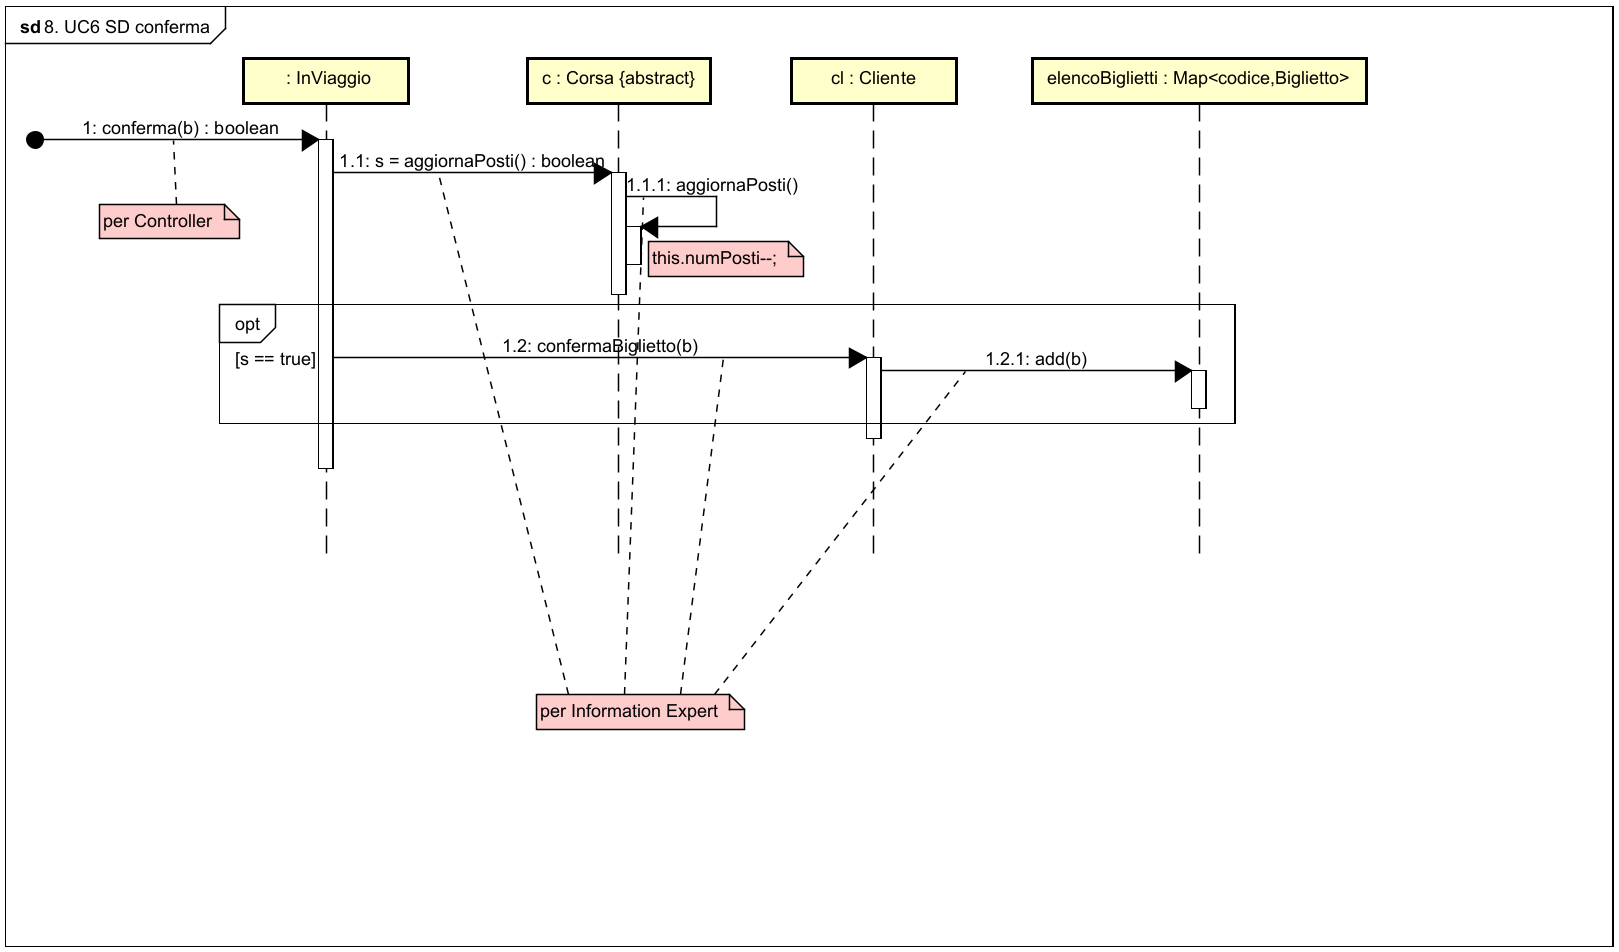 sd 8. UC6 SD conferma
: InViaggio
c : Corsa {abstract}
cl : Cliente
elencoBiglietti : Map<codice,Biglietto>
1: conferma(b) : boolean
1.1: s = aggiornaPosti() : boolean
1.1.1: aggiornaPosti()
per Controller
this.numPosti--;
opt
[s == true]
1.2: confermaBiglietto(b)
1.2.1: add(b)
per Information Expert